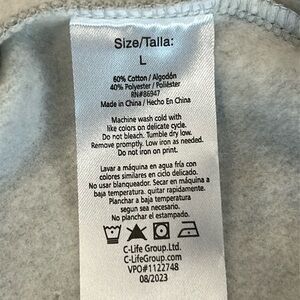 Size/Talla:
L
60% Cotton / Algodón
40% Polyester / Poliéster
RN#86947
Made in China / Hecho En China
Machine wash cold with
like colors on delicate cycle.
Do not bleach. Tumble dry low.
Remove promptly. Low iron as needed.
Do not iron on print.
Lavar a máquina en agua fría con
colores similares en ciclo delicado.
No usar blanqueador. Secar en máquina a
baja temperatura. quitar rapidamente.
Planchar a baja temperatura
segun sea necesario.
No planchar do estampado.
C-Life Group.Ltd.
C-LifeGroup.com
VPO#1122748
08/2023